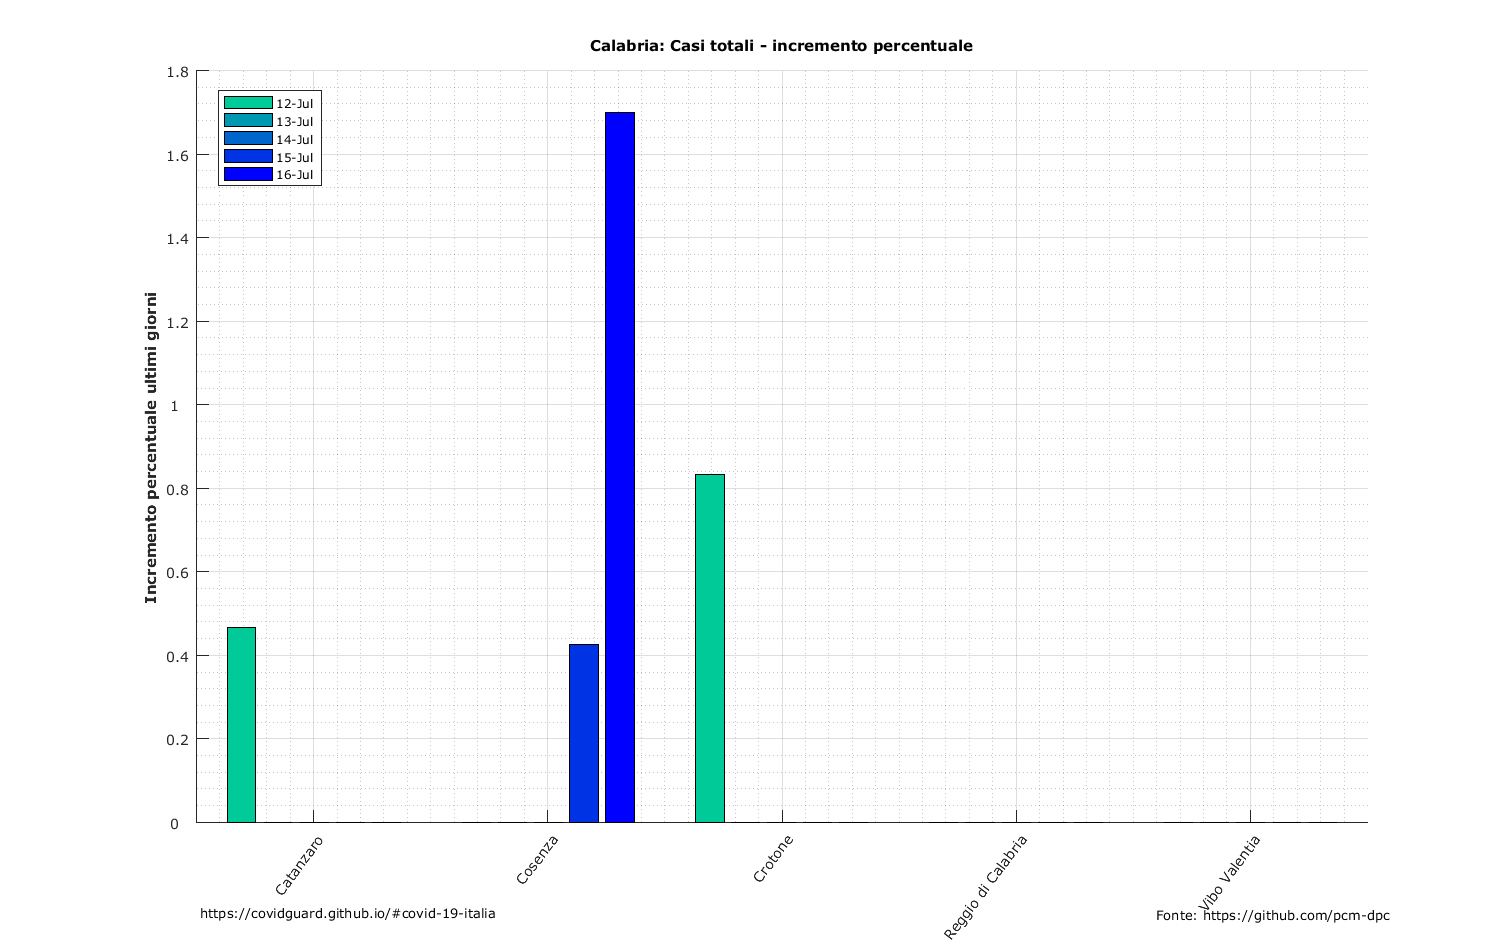 Calabria: Casi totali - incremento percentuale
Incremento percentuale ultimi giorni
1.8
1.6
1.4
1.2
1
0.8
0.6
0.4
0.2
0
12-Jul
13-Jul
14-Jul
15-Jul
16-Jul
Catanzaro
Cosenza
Crotone
Reggio di Calabria
Vibo Valentia
https://covidguard.github.io/#covid-19-italia
Fonte: https://github.com/pcm-dpc